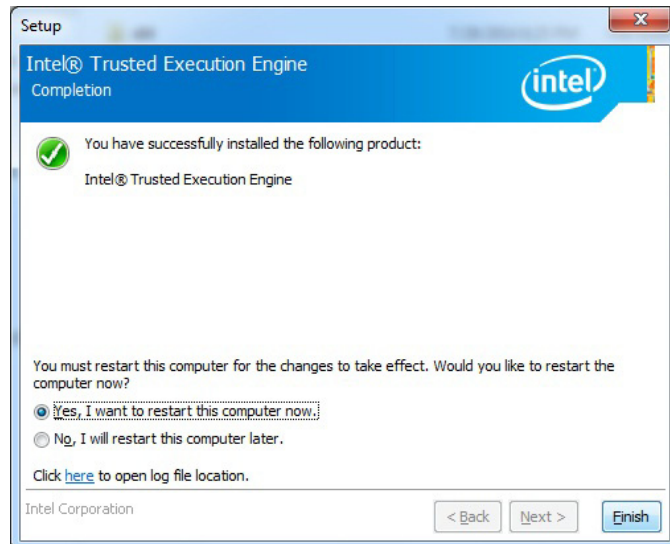 Setup
Intel® Trusted Execution Engine
Completion
intel
You have successfully installed the following product:
Intel® Trusted Execution Engine
You must restart this computer for the changes to take effect. Would you like to restart the
computer now?
Yes, I want to restart this computer now.
No, I will restart this computer later.
Click here to open log file location.
Intel Corporation
< Back Next > Finish